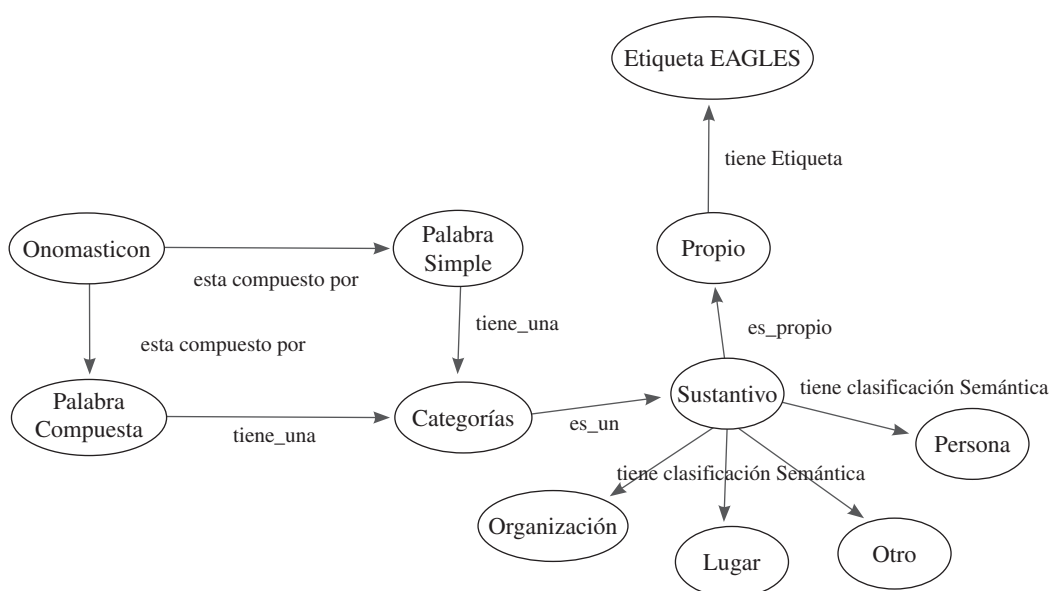 Etiqueta EAGLES
tiene Etiqueta
Onomasticon
Palabra
Simple
Propio
esta compuesto por
tiene_una
es_propio
esta compuesto por
Palabra
Compuesta
tiene_una
Categorías
es_un
Sustantivo
tiene clasificación Semántica
Persona
tiene clasificación Semántica
Organización
Lugar
Otro